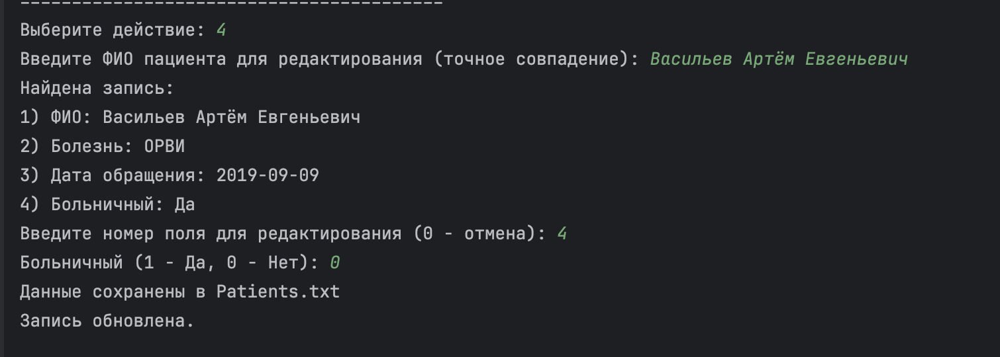 ----------------------------------------
Выберите действие: 4
Введите ФИО пациента для редактирования (точное совпадение): Васильев Артём Евгеньевич
Найдена запись:
1) ФИО: Васильев Артём Евгеньевич
2) Болезнь: ОРВИ
3) Дата обращения: 2019-09-09
4) Больничный: Да
Введите номер поля для редактирования (0 - отмена): 4
Больничный (1 - Да, 0 - Нет): 0
Данные сохранены в Patients.txt
Запись обновлена.